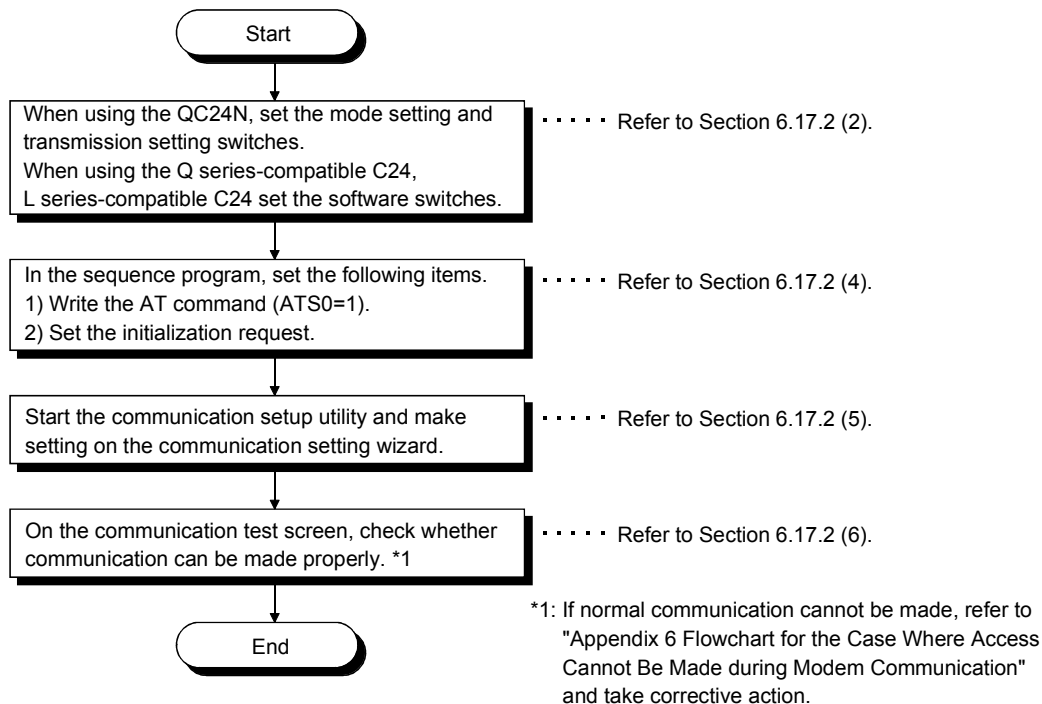 Start
When using the QC24N, set the mode setting and
transmission setting switches.
When using the Q series-compatible C24,
L series-compatible C24 set the software switches.
Refer to Section 6.17.2 (2).
In the sequence program, set the following items.
1) Write the AT command (ATS0=1).
2) Set the initialization request.
Refer to Section 6.17.2 (4).
Start the communication setup utility and make
setting on the communication setting wizard.
Refer to Section 6.17.2 (5).
On the communication test screen, check whether
communication can be made properly. *1
Refer to Section 6.17.2 (6).
End
*1: If normal communication cannot be made, refer to
"Appendix 6 Flowchart for the Case Where Access
Cannot Be Made during Modem Communication"
and take corrective action.